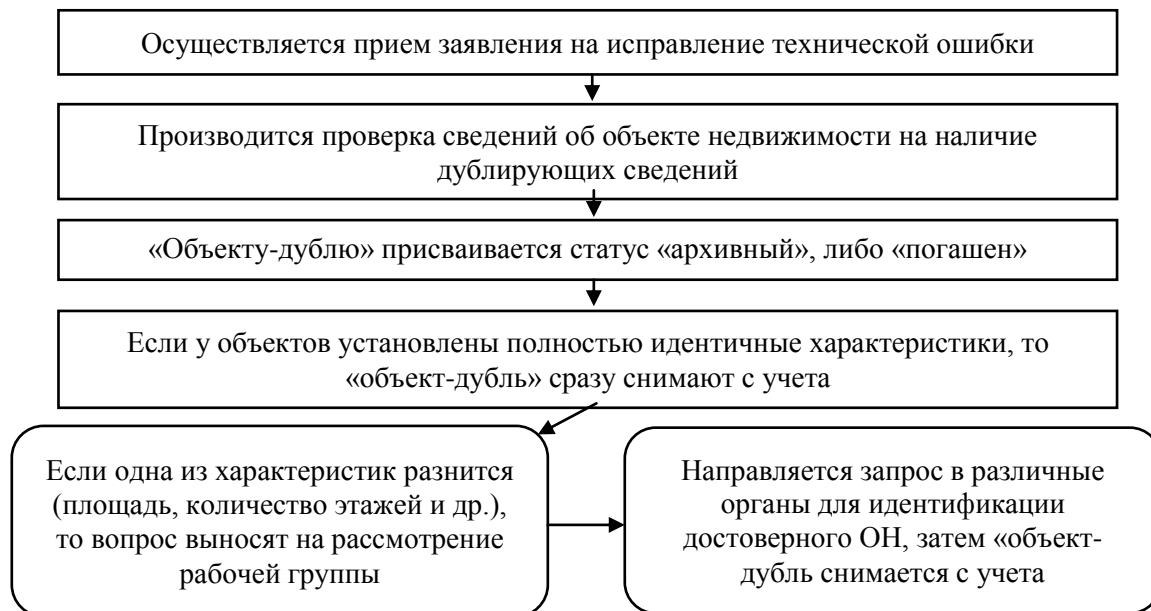 Осуществляется прием заявления на исправление технической ошибки
Производится проверка сведений об объекте недвижимости на наличие
дублирующих сведений
«Объекту-дублю» присваивается статус «архивный», либо «погашен»
Если у объектов установлены полностью идентичные характеристики, то
«объект-дубль» сразу снимают с учета
Если одна из характеристик разнится
(площадь, количество этажей и др.),
то вопрос выносят на рассмотрение
рабочей группы
Направляется запрос в различные
органы для идентификации
достоверного ОН, затем «объект-
дубль снимается с учета